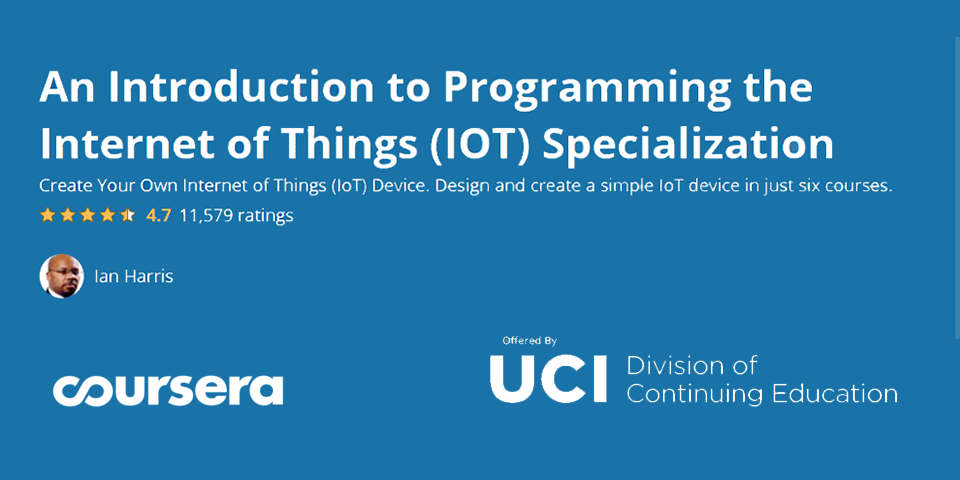 An Introduction to Programming the
Internet of Things (IOT) Specialization
Create Your Own Internet of Things (IoT) Device. Design and create a simple IoT device in just six courses.
4.7 11,579 ratings
Ian Harris
coursera
Offered By
UCI Division of
Continuing Education